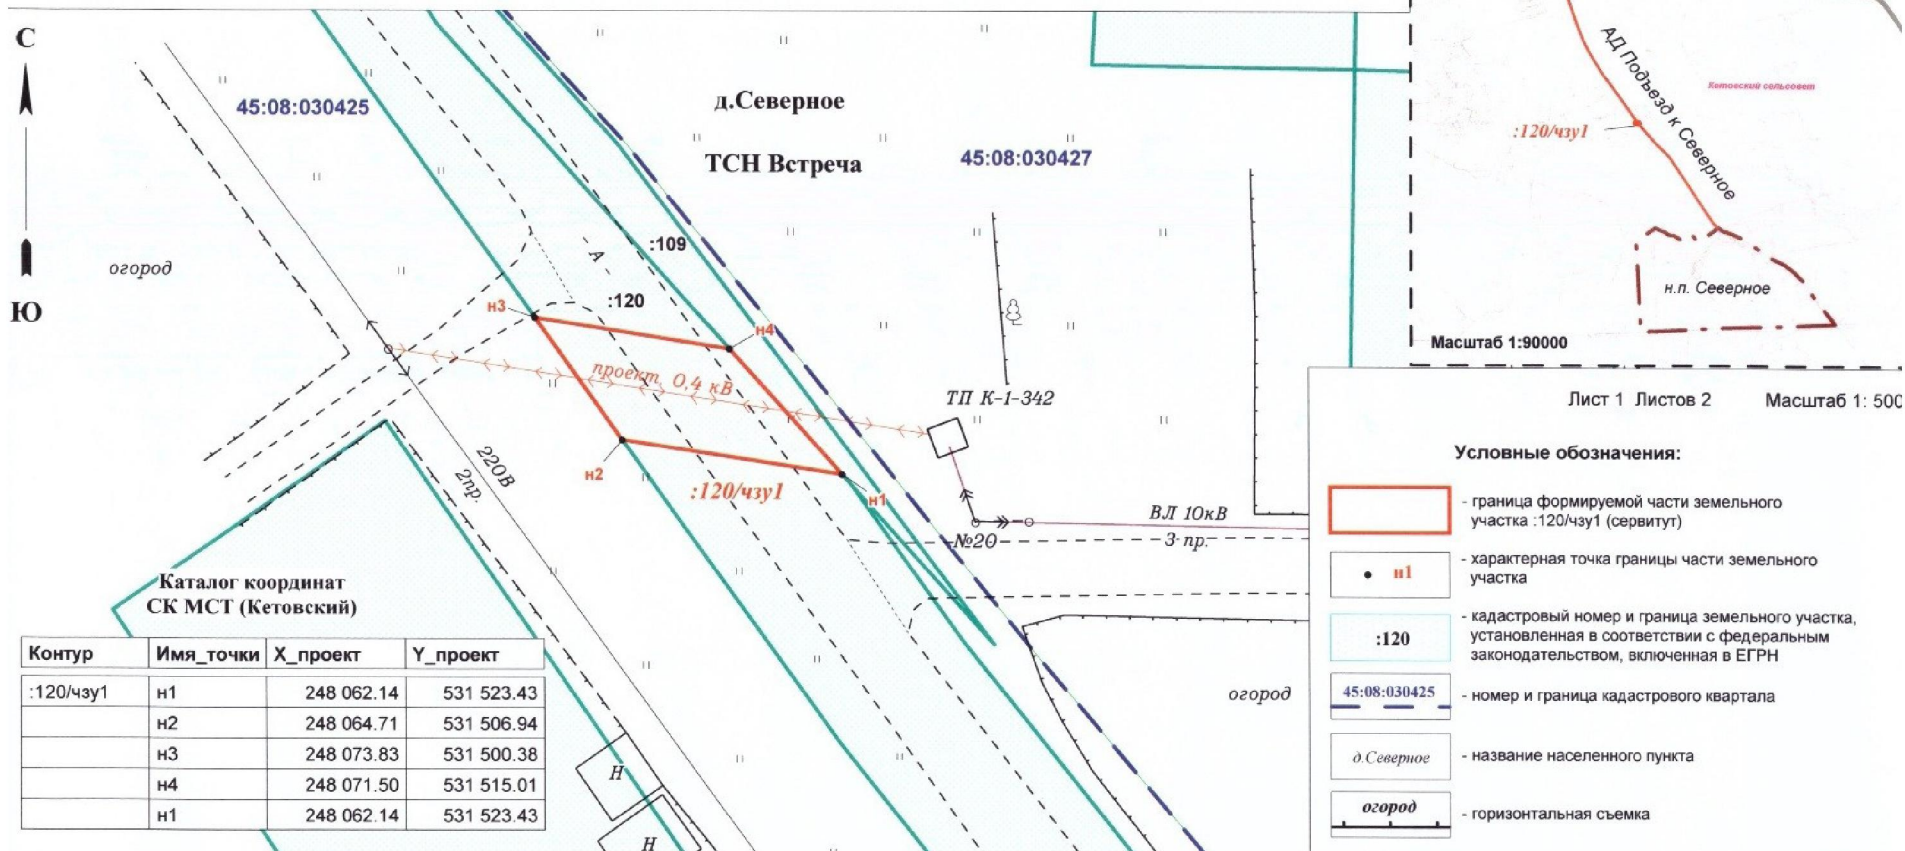 С
Ю
45:08:030425
д.Северное
ТСН Встреча
45:08:030427
огород
:109
А
:120
н3
н4
проект. 0,4 кВ
н2
н1
:120/чзу1
220В
2пр.
ТП К-1-342
ВЛ 10кВ
№20
3 пр.
огород
Н
Н
АД Подъезд к Северное
Кетовский сельсовет
:120/чзу1
н.п. Северное
Масштаб 1:90000
Лист 1 Листов 2 Масштаб 1: 500
Условные обозначения:
- граница формируемой части земельного
участка :120/чзу1 (сервитут)
н1
- характерная точка границы части земельного
участка
:120
- кадастровый номер и граница земельного участка,
установленная в соответствии с федеральным
законодательством, включенная в ЕГРН
45:08:030425
- номер и граница кадастрового квартала
д.Северное
- название населенного пункта
огород
- горизонтальная съемка
Каталог координат
СК МСТ (Кетовский)
Контур Имя_точки X_проект Y_проект
:120/чзу1 н1 248 062.14 531 523.43
н2 248 064.71 531 506.94
н3 248 073.83 531 500.38
н4 248 071.50 531 515.01
н1 248 062.14 531 523.43